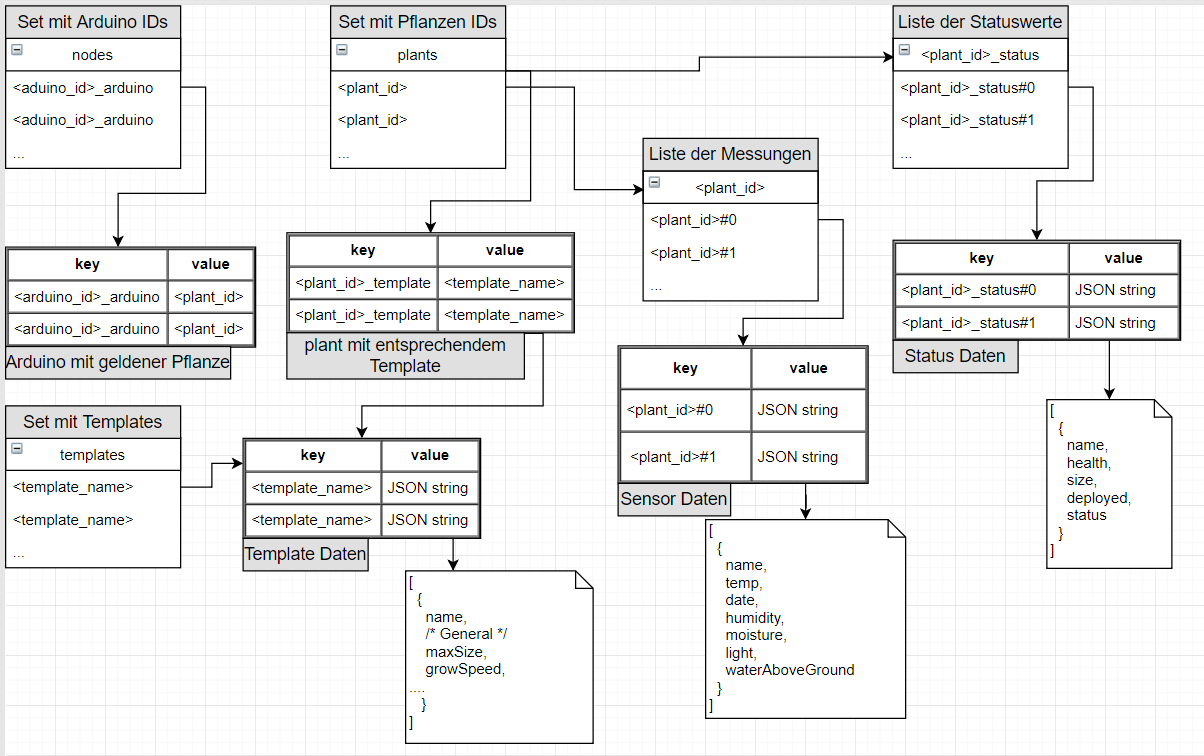 Set mit Arduino IDs
nodes
<aduino_id>_arduino
<aduino_id>_arduino
...
Set mit Pflanzen IDs
plants
<plant_id>
<plant_id>
...
Liste der Statuswerte
<plant_id>_status
<plant_id>_status#0
<plant_id>_status#1
...
Liste der Messungen
<plant_id>
<plant_id>#0
<plant_id>#1
...
key value
<arduino_id>_arduino <plant_id>
<arduino_id>_arduino <plant_id>
Arduino mit geldener Pflanze
key value
<plant_id>_template <template_name>
<plant_id>_template <template_name>
plant mit entsprechendem
Template
key value
<plant_id>_status#0 JSON string
<plant_id>_status#1 JSON string
Status Daten
key value
<plant_id>#0 JSON string
<plant_id>#1 JSON string
Sensor Daten
Set mit Templates
templates
<template_name>
<template_name>
...
key value
<template_name> JSON string
<template_name> JSON string
Template Daten
[
{
name,
health,
size,
deployed,
status
}
]
[
{
name,
temp,
date,
humidity,
moisture,
light,
waterAboveGround
}
]
[
{
name,
/* General */
maxSize,
growSpeed,
....
}
]